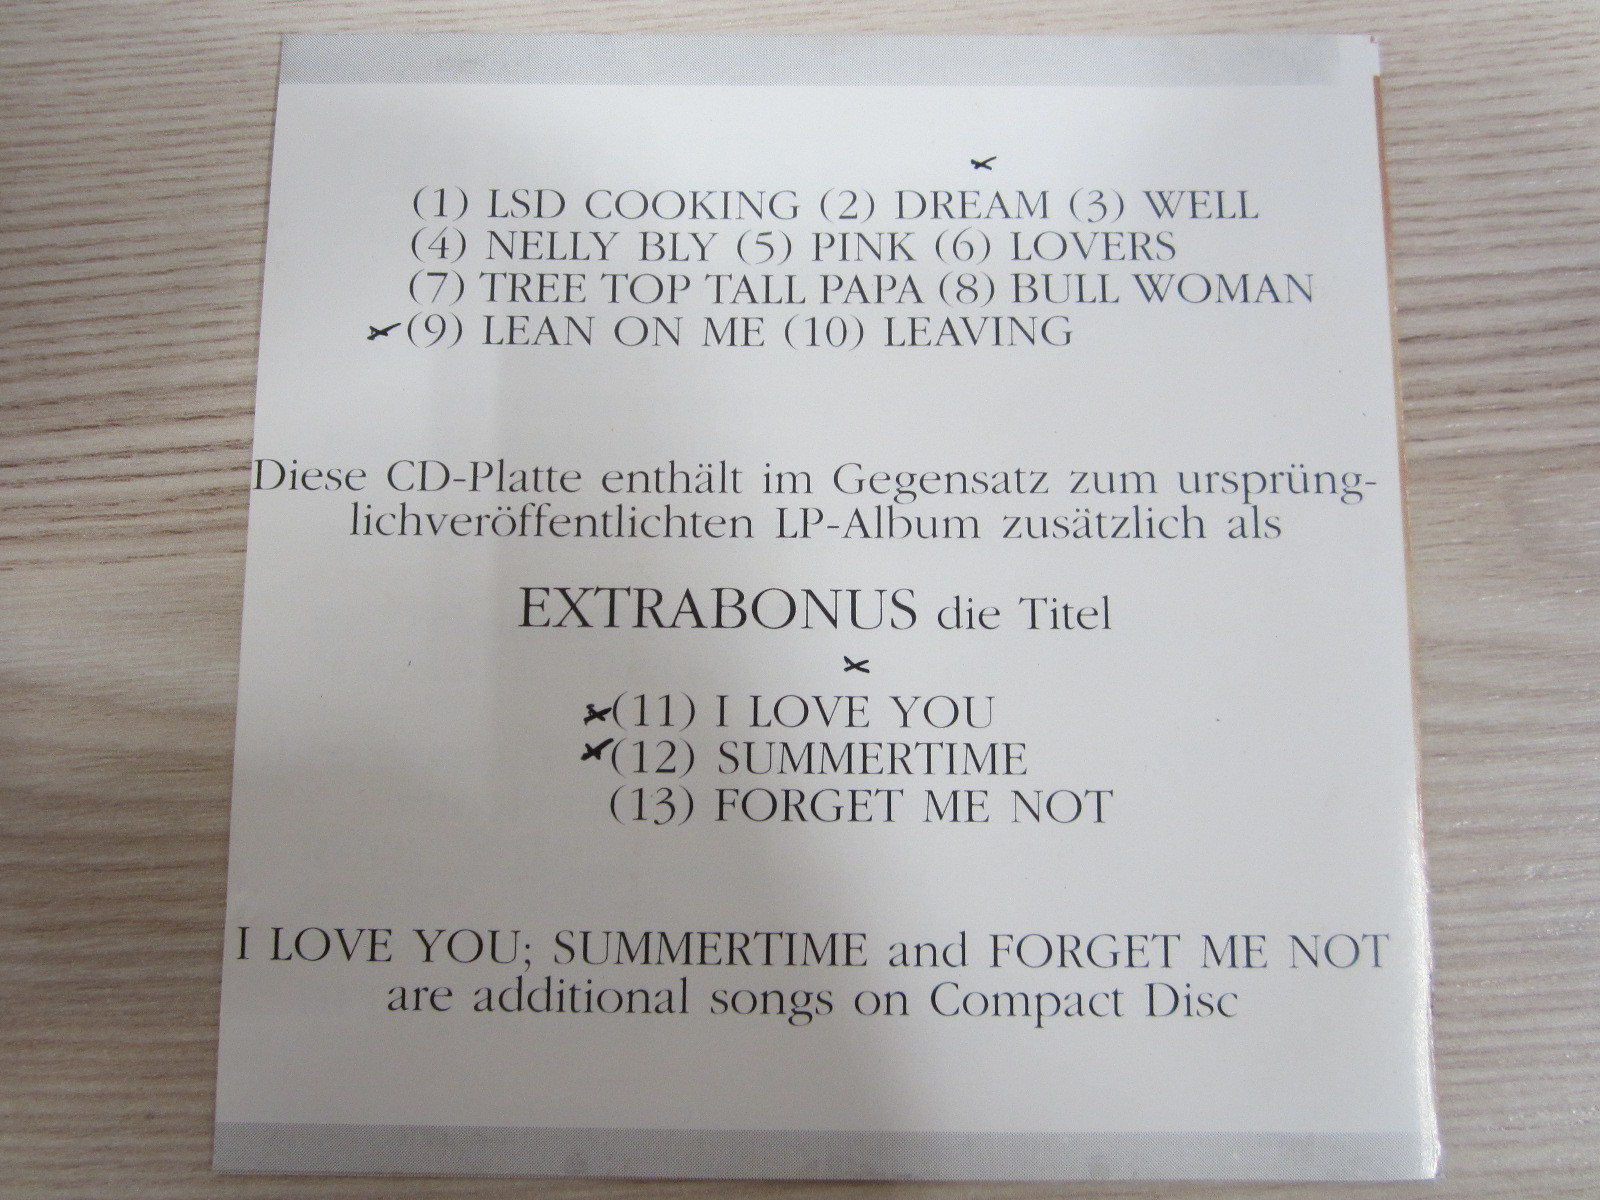 (1) LSD COOKING (2) DREAM (3) WELL
(4) NELLY BLY (5) PINK (6) LOVERS
(7) TREE TOP TALL PAPA (8) BULL WOMAN
(9) LEAN ON ME (10) LEAVING
Diese CD-Platte enthält im Gegensatz zum ursprüng-
lichveröffentlichten LP-Album zusätzlich als
EXTRABONUS die Titel
(11) I LOVE YOU
(12) SUMMERTIME
(13) FORGET ME NOT
I LOVE YOU; SUMMERTIME and FORGET ME NOT
are additional songs on Compact Disc